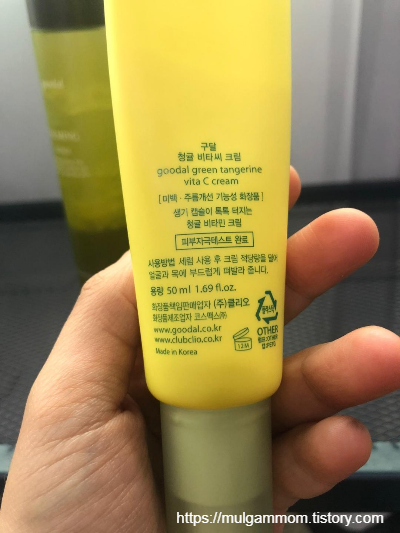 goodal
구달
청귤 비타씨 크림
goodal green tangerine
vita C cream
[ 미백 · 주름개선 기능성 화장품 ]
생기 캡슐이 톡톡 터지는
청귤 비타민 크림
피부자극테스트 완료
사용방법 세럼 사용 후 크림 적당량을 덜어
얼굴과 목에 부드럽게 펴발라 줍니다.
용량 50 ml 1.69 fl.oz.
화장품책임판매업자 (주)클리오
화장품제조업자 코스맥스㈜
www.goodal.co.kr
www.clubclio.co.kr
Made in Korea
12 M
OTHER
https://mulgammom.tistory.com